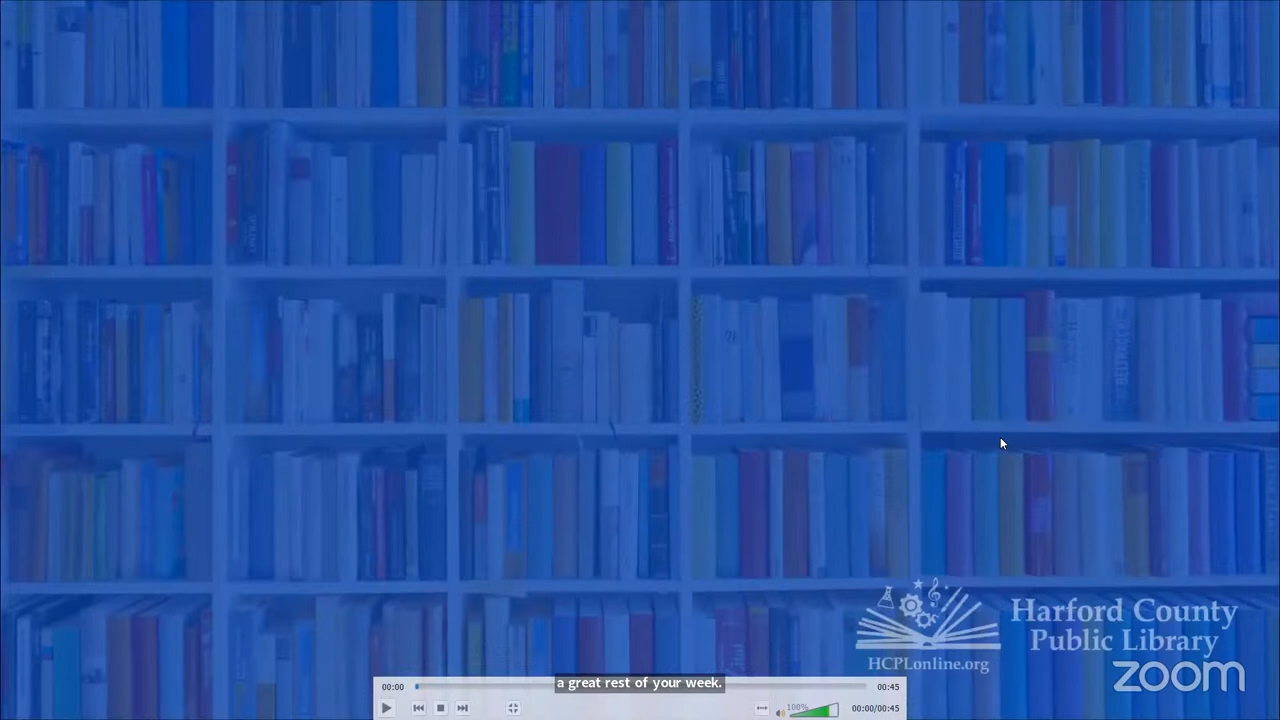 Harford County
Public Library
HCPLonline.org
zoom
a great rest of your week.
00:00
00:45
100%
00:00/00:45